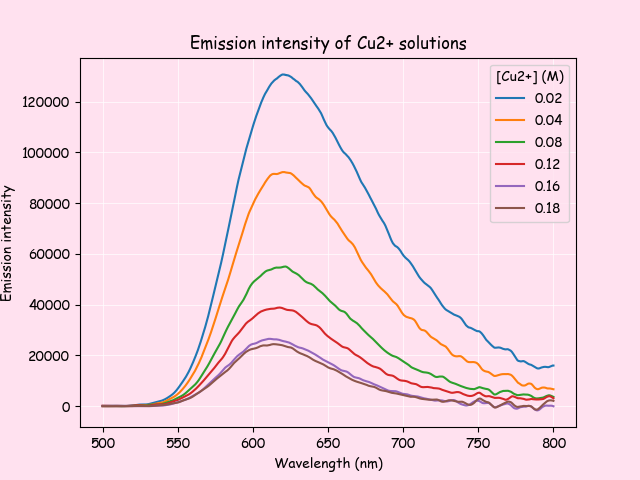 Emission intensity of Cu2+ solutions
[Cu2+] (M)
0.02
0.04
0.08
0.12
0.16
0.18
Emission intensity
120000
100000
80000
60000
40000
20000
0
500 550 600 650 700 750 800
Wavelength (nm)